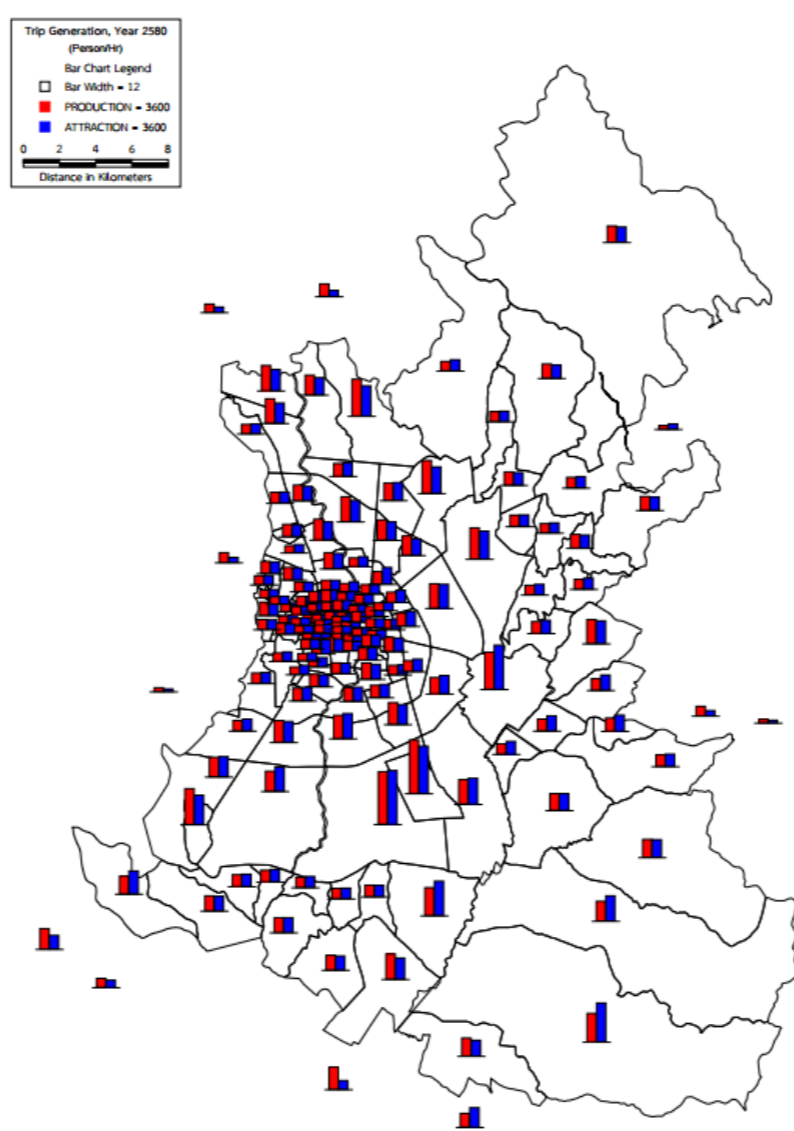 Trip Generation, Year 2580
(Person/Hr)
Bar Chart Legend
Bar Width = 12
PRODUCTION = 3600
ATTRACTION = 3600
0 2 4 6 8
Distance in Kilometers